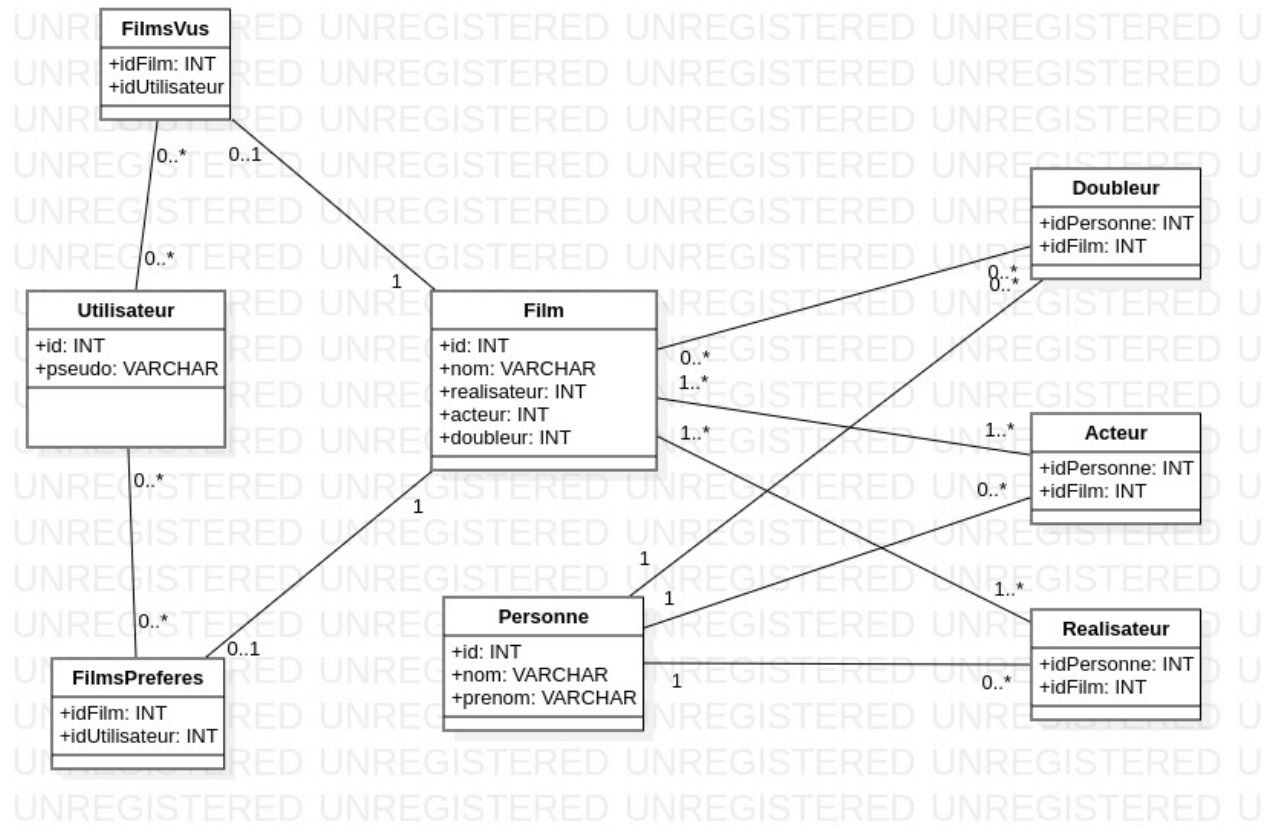 FilmsVus
+idFilm: INT
+idUtilisateur
0..*
0..1
0..*
1
Utilisateur
+id: INT
+pseudo: VARCHAR
Film
+id: INT
+nom: VARCHAR
+realisateur: INT
+acteur: INT
+doubleur: INT
Doubleur
+idPersonne: INT
+idFilm: INT
0..*
0..*
0..*
1..*
1..*
1..*
Acteur
+idPersonne: INT
+idFilm: INT
0..*
0..*
1
0..*
0..1
FilmsPreferes
+idFilm: INT
+idUtilisateur: INT
1
1
1
Personne
+id: INT
+nom: VARCHAR
+prenom: VARCHAR
1..*
0..*
Realisateur
+idPersonne: INT
+idFilm: INT
UNREGISTERED